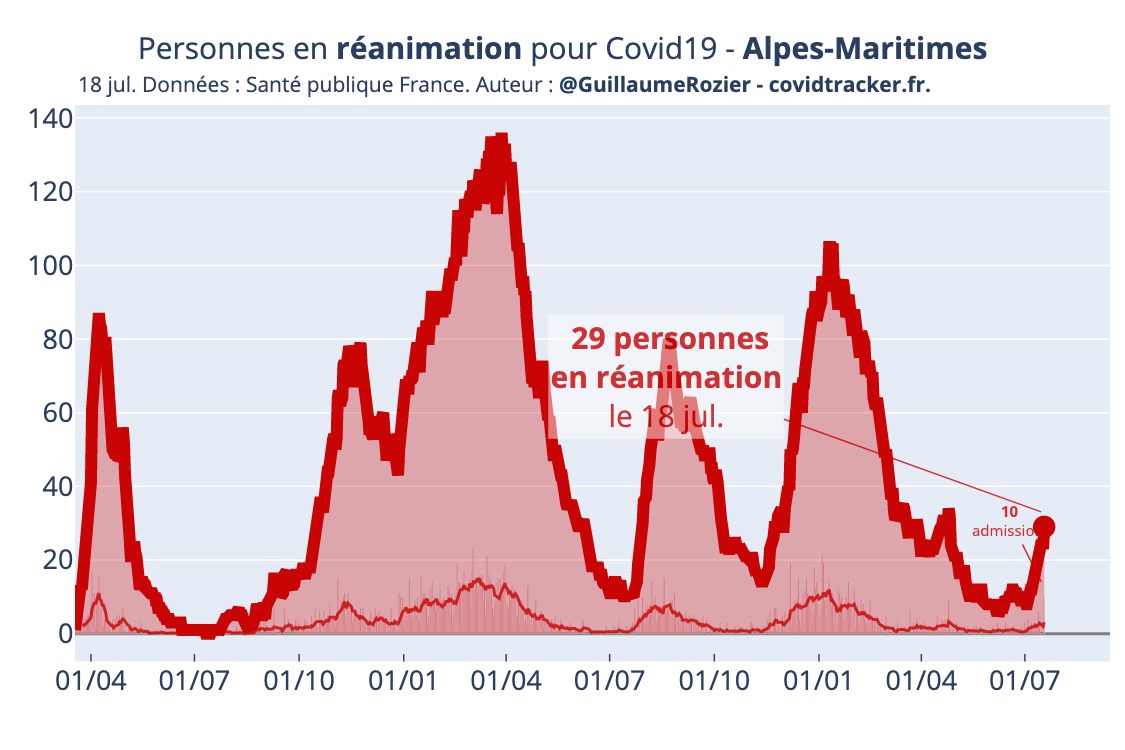 Personnes en réanimation pour Covid19 - Alpes-Maritimes
18 jul. Données : Santé publique France. Auteur : @GuillaumeRozier - covidtracker.fr.
140
120
100
80
60
40
20
0
29 personnes
en réanimation
le 18 jul.
10
admissio
01/04 01/07 01/10 01/01 01/04 01/07 01/10 01/01 01/04 01/07